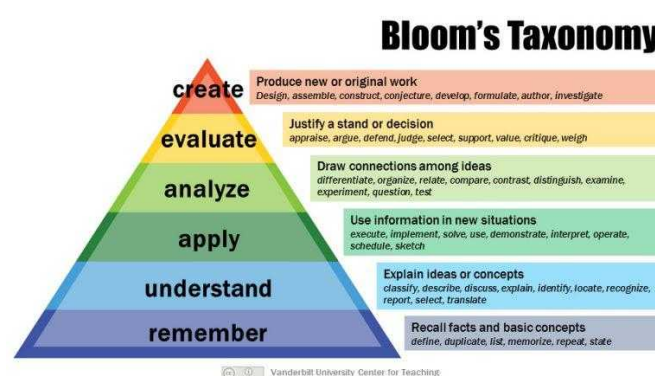 Bloom's Taxonomy
create
Produce new or original work
Design, assemble, construct, conjecture, develop, formulate, author, investigate
evaluate
Justify a stand or decision
appraise, argue, defend, judge, select, support, value, critique, weigh
analyze
Draw connections among ideas
differentiate, organize, relate, compare, contrast, distinguish, examine,
experiment, question, test
apply
Use information in new situations
execute, implement, solve, use, demonstrate, interpret, operate,
schedule, sketch
understand
Explain ideas or concepts
classify, describe, discuss, explain, identify, locate, recognize,
report, select, translate
remember
Recall facts and basic concepts
define, duplicate, list, memorize, repeat, state
Vanderbilt University Center for Teaching